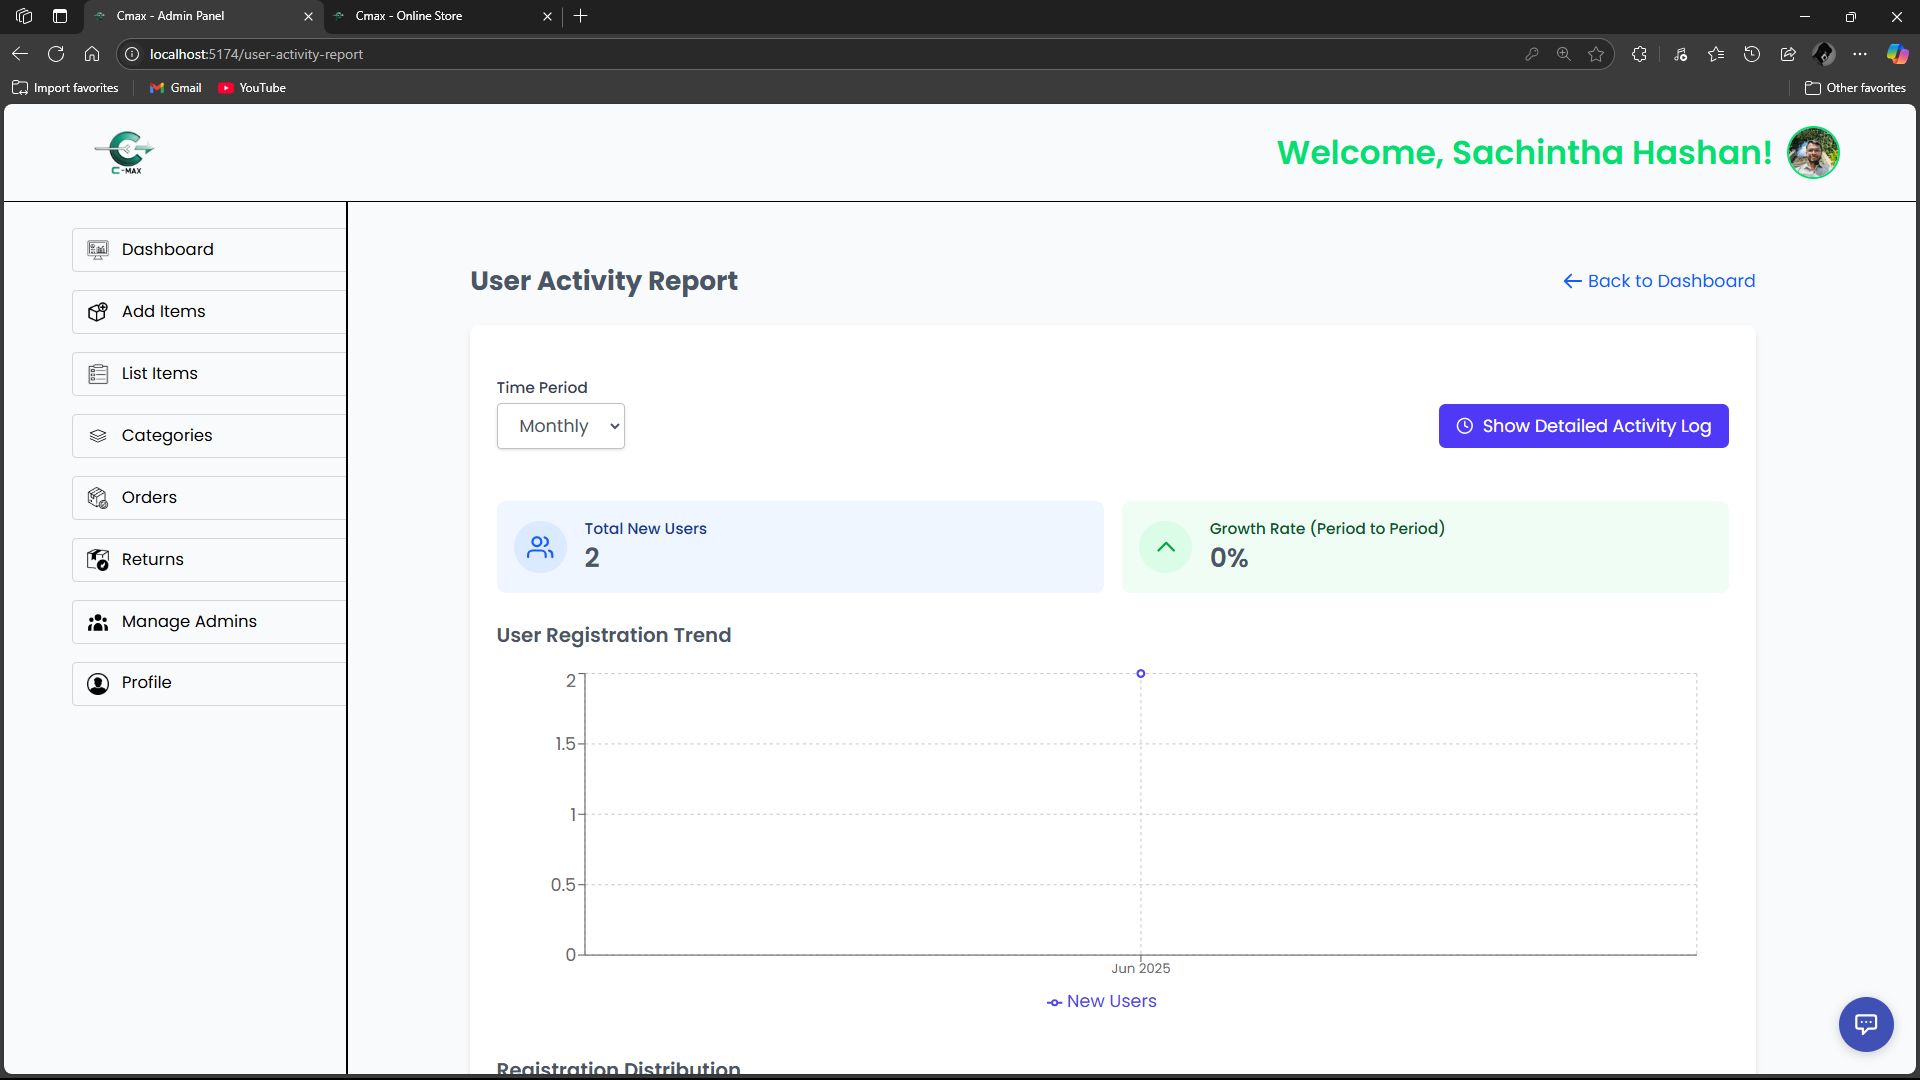 Cmax - Admin Panel
Cmax - Online Store
localhost:5174/user-activity-report
Import favorites
Gmail
YouTube
Other favorites
C-MAX
Welcome, Sachintha Hashan!
Dashboard
Add Items
List Items
Categories
Orders
Returns
Manage Admins
Profile
User Activity Report
Back to Dashboard
Time Period
Monthly
Show Detailed Activity Log
Total New Users
2
Growth Rate (Period to Period)
0%
User Registration Trend
2
1.5
1
0.5
0
Jun 2025
New Users
Registration Distribution